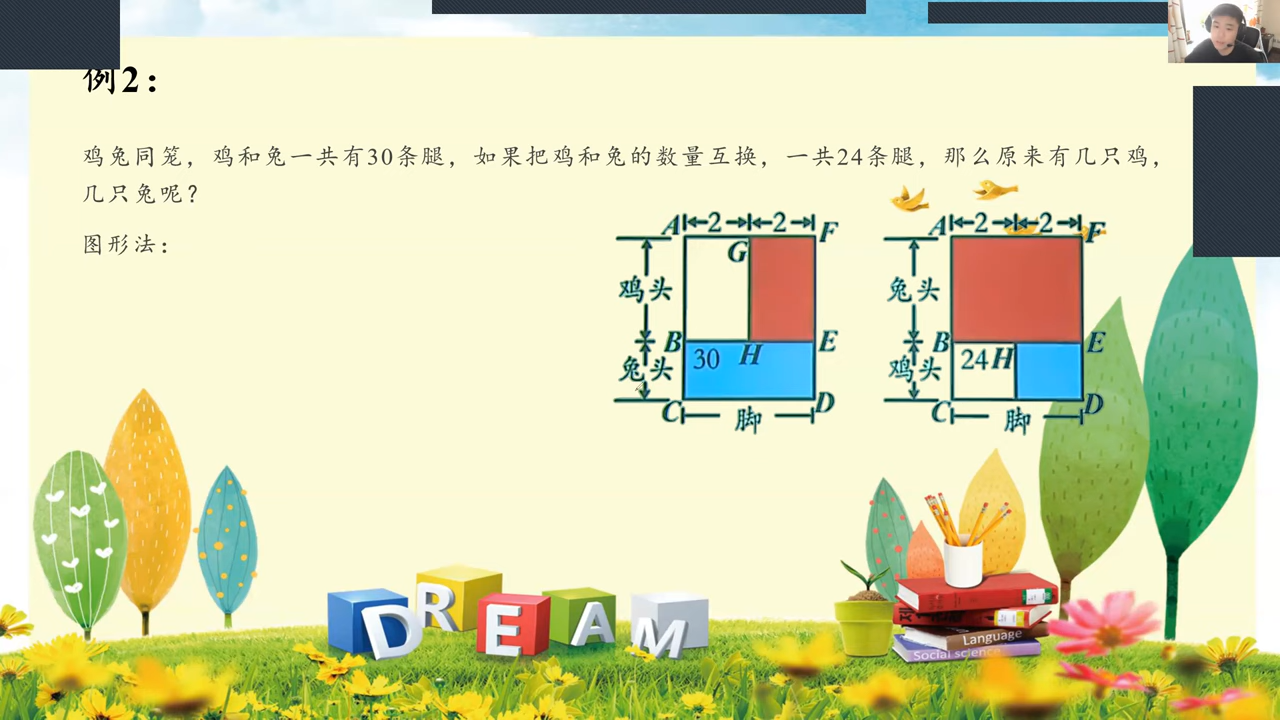 例2：
鸡兔同笼，鸡和兔一共有30条腿，如果把鸡和兔的数量互换，一共24条腿，那么原来有几只鸡，
几只兔呢？
图形法：
A 2 2 F
G
鸡头
B 30 H E
兔头
C 脚 D
A 2 2 F
兔头
B 24 H E
鸡头
C 脚 D
DREAM
Language
Social science